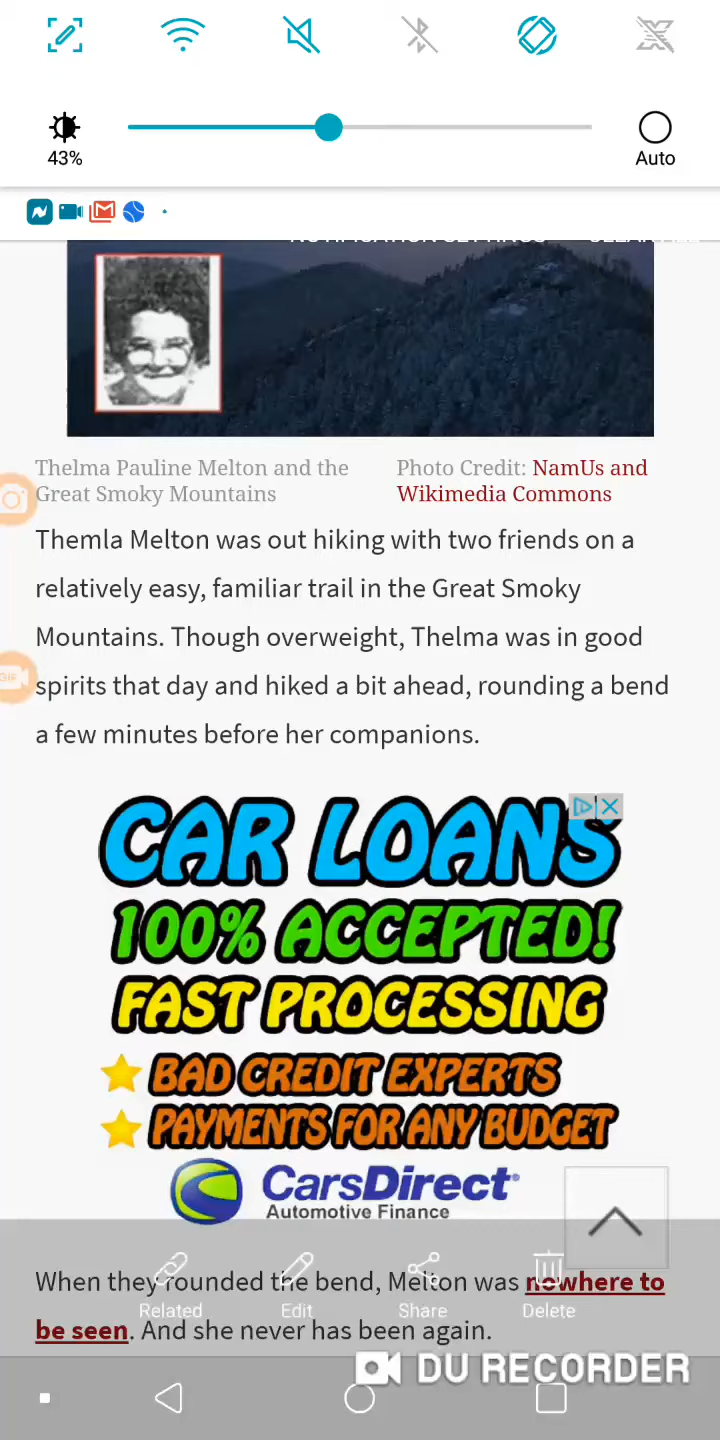 43%
Auto
Thelma Pauline Melton and the
Great Smoky Mountains
Photo Credit: NamUs and
Wikimedia Commons
GIF
Themla Melton was out hiking with two friends on a
relatively easy, familiar trail in the Great Smoky
Mountains. Though overweight, Thelma was in good
spirits that day and hiked a bit ahead, rounding a bend
a few minutes before her companions.
CAR LOANS
100% ACCEPTED!
FAST PROCESSING
BAD CREDIT EXPERTS
PAYMENTS FOR ANY BUDGET
CarsDirect
Automotive Finance
When they rounded the bend, Melton was nowhere to
Related Edit Share Delete
be seen. And she never has been again.
DU RECORDER